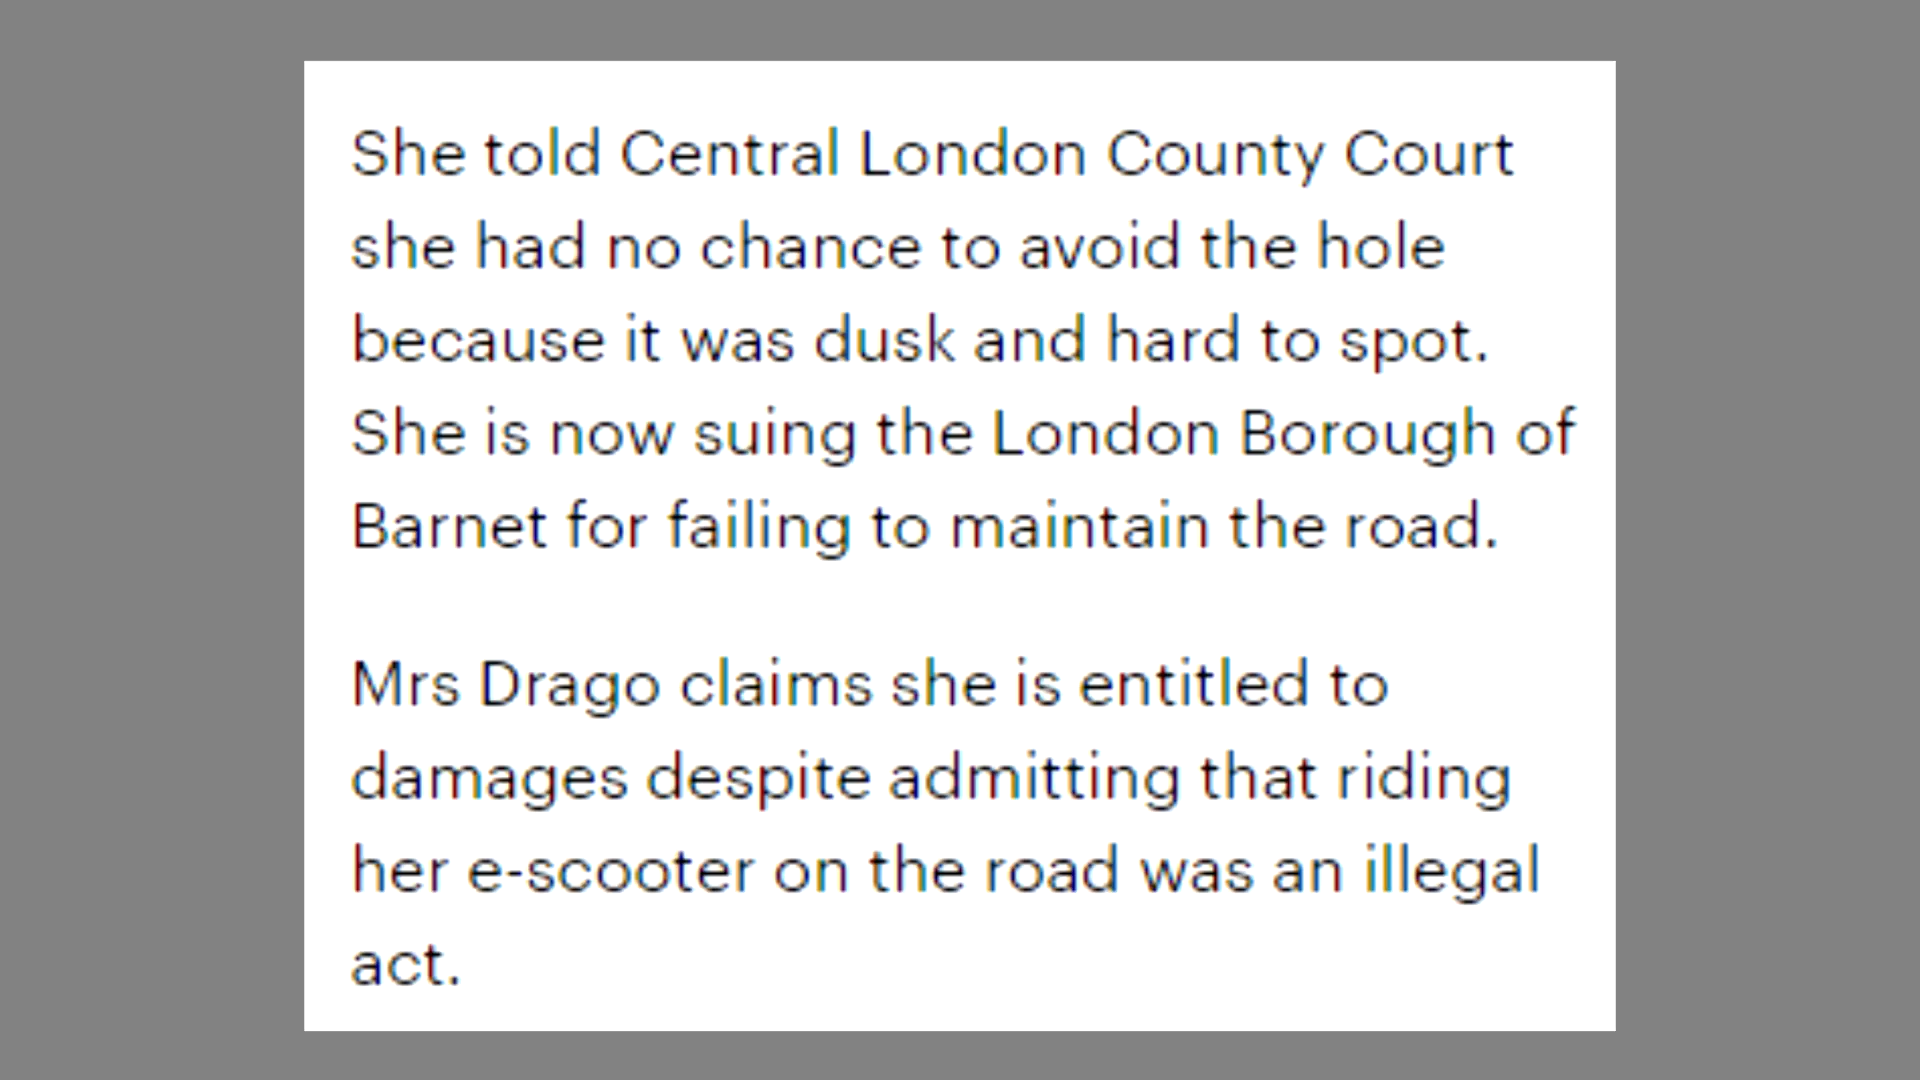 She told Central London County Court
she had no chance to avoid the hole
because it was dusk and hard to spot.
She is now suing the London Borough of
Barnet for failing to maintain the road.
Mrs Drago claims she is entitled to
damages despite admitting that riding
her e-scooter on the road was an illegal
act.